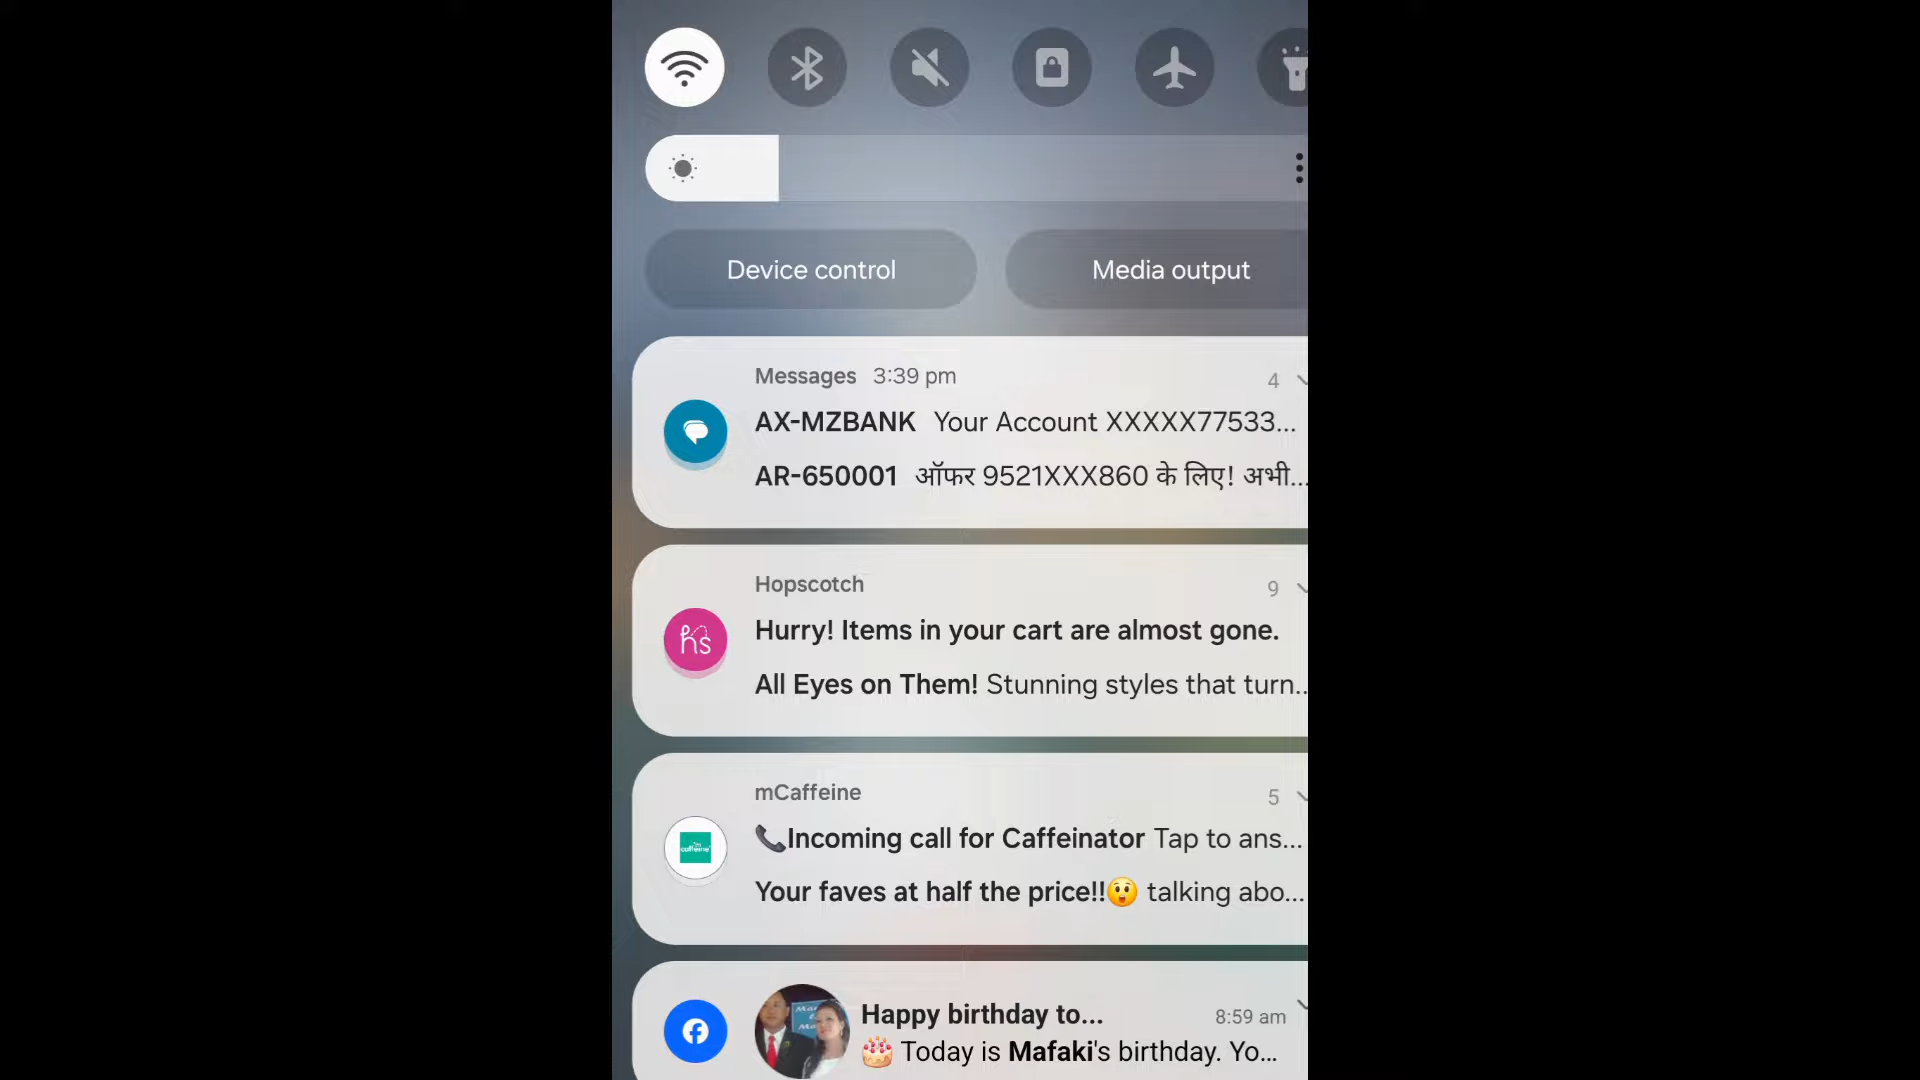 Device control
Media output
Messages 3:39 pm 4
AX-MZBANK Your Account XXXXX77533...
AR-650001 ऑफर 9521XXX860 के लिए! अभी...
Hopscotch 9
hs
Hurry! Items in your cart are almost gone.
All Eyes on Them! Stunning styles that turn..
mCaffeine 5
📞Incoming call for Caffeinator Tap to ans...
caffeine
Your faves at half the price!!😲 talking abo...
Happy birthday to... 8:59 am
🎂 Today is Mafaki's birthday. Yo...